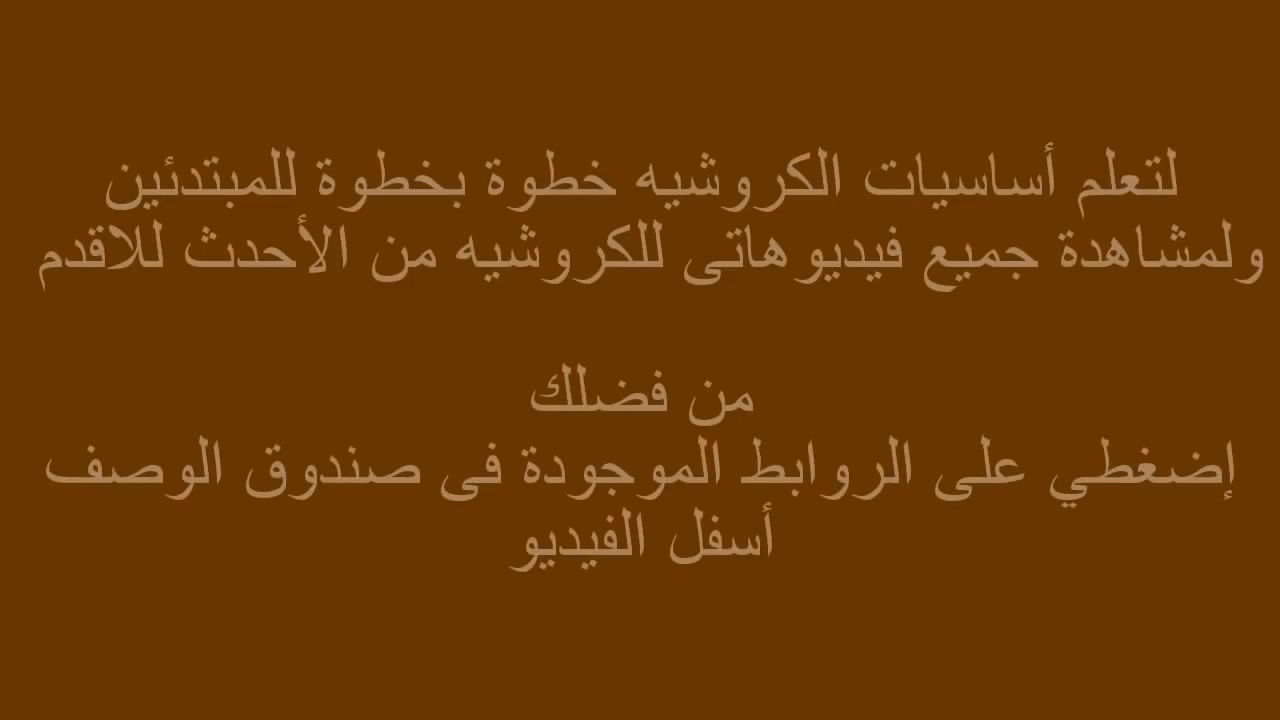 لتعلم أساسيات الكروشيه خطوة بخطوة للمبتدئين
ولمشاهدة جميع فيديوهاتى للكروشيه من الأحدث للاقدم
من فضلك
إضغطي على الروابط الموجودة فى صندوق الوصف
أسفل الفيديو